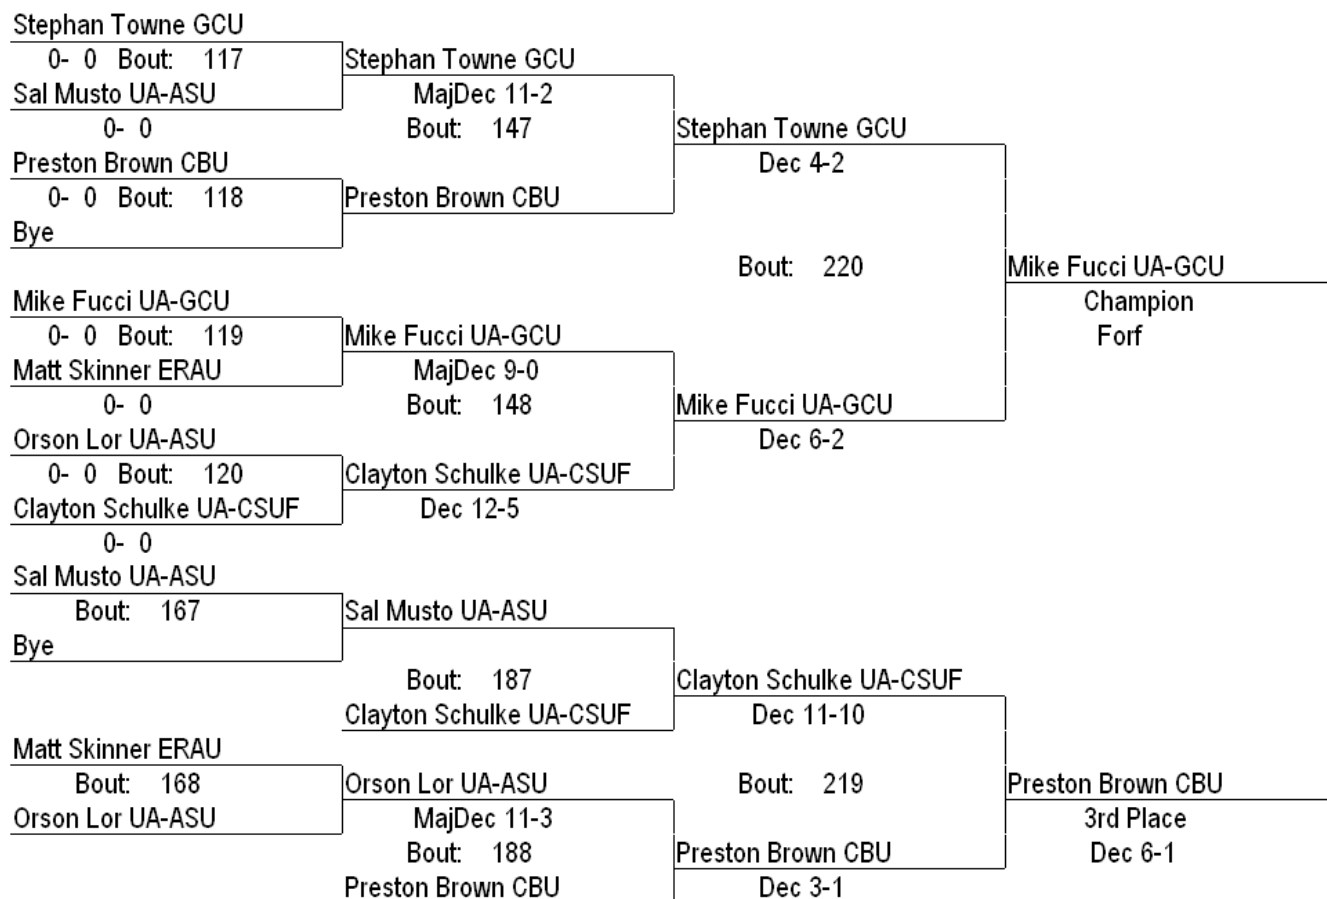 Stephan Towne GCU
0- 0 Bout: 117
Stephan Towne GCU
Sal Musto UA-ASU
MajDec 11-2
0- 0
Bout: 147
Stephan Towne GCU
Preston Brown CBU
Dec 4-2
0- 0 Bout: 118
Preston Brown CBU
Bye
Bout: 220
Mike Fucci UA-GCU
Mike Fucci UA-GCU
Champion
0- 0 Bout: 119
Mike Fucci UA-GCU
Forf
Matt Skinner ERAU
MajDec 9-0
0- 0
Bout: 148
Mike Fucci UA-GCU
Orson Lor UA-ASU
Dec 6-2
0- 0 Bout: 120
Clayton Schulke UA-CSUF
Clayton Schulke UA-CSUF
Dec 12-5
0- 0
Sal Musto UA-ASU
Bout: 167
Sal Musto UA-ASU
Bye
Bout: 187
Clayton Schulke UA-CSUF
Clayton Schulke UA-CSUF
Dec 11-10
Matt Skinner ERAU
Bout: 168
Orson Lor UA-ASU
Bout: 219
Preston Brown CBU
Orson Lor UA-ASU
MajDec 11-3
3rd Place
Bout: 188
Preston Brown CBU
Dec 6-1
Preston Brown CBU
Dec 3-1